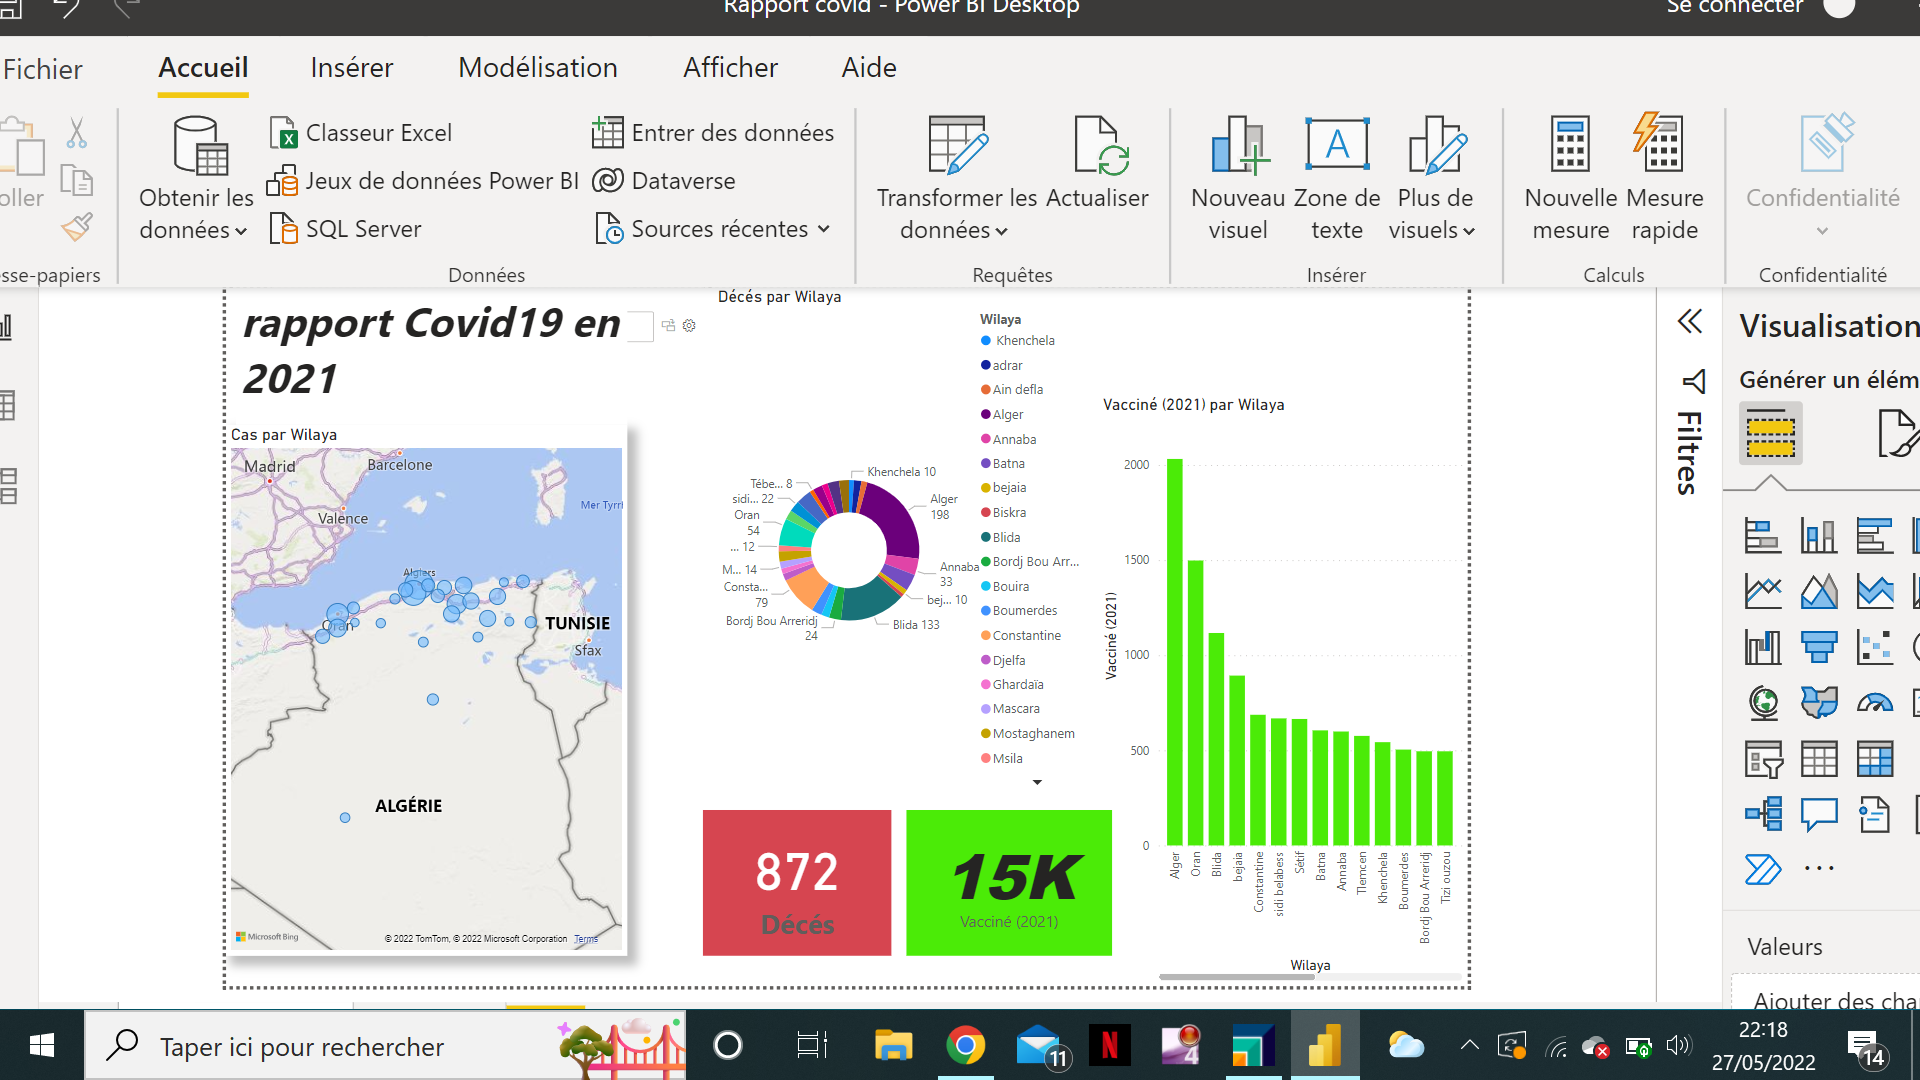 Rapport covid - Power BI Desktop
Se connecter
Fichier
Accueil
Insérer
Modélisation
Afficher
Aide
Obtenir les
données
Classeur Excel
Jeux de données Power BI
SQL Server
Entrer des données
Dataverse
Sources récentes
Données
Transformer les
données
Actualiser
Requêtes
Nouveau
visuel
Zone de
texte
Plus de
visuels
Insérer
Nouvelle
mesure
Mesure
rapide
Calculs
Confidentialité
Confidentialité
oller
sse-papiers
rapport Covid19 en
2021
Cas par Wilaya
Madrid
Barcelone
Valence
Mer Tyrrh
Algiers
Oran
TUNISIE
Sfax
ALGÉRIE
Microsoft Bing
© 2022 TomTom, © 2022 Microsoft Corporation Terms
Décés par Wilaya
Khenchela 10
Alger
198
Annaba
33
bej... 10
Blida 133
Bordj Bou Arreridj
24
Consta...
79
M... 14
... 12
Oran
54
sidi... 22
Tébe... 8
Wilaya
Khenchela
adrar
Ain defla
Alger
Annaba
Batna
bejaia
Biskra
Blida
Bordj Bou Arr...
Bouira
Boumerdes
Constantine
Djelfa
Ghardaïa
Mascara
Mostaghanem
Msila
872
Décés
15K
Vacciné (2021)
Vacciné (2021) par Wilaya
Vacciné (2021)
2000
1500
1000
500
0
Alger
Oran
Blida
bejaia
Constantine
sidi belabess
Sétif
Batna
Annaba
Tlemcen
Khenchela
Boumerdes
Bordj Bou Arreridj
Tizi ouzou
Wilaya
Filtres
Visualisation
Générer un élém
Valeurs
Ajouter des cha
Taper ici pour rechercher
11
4
22:18
27/05/2022
14